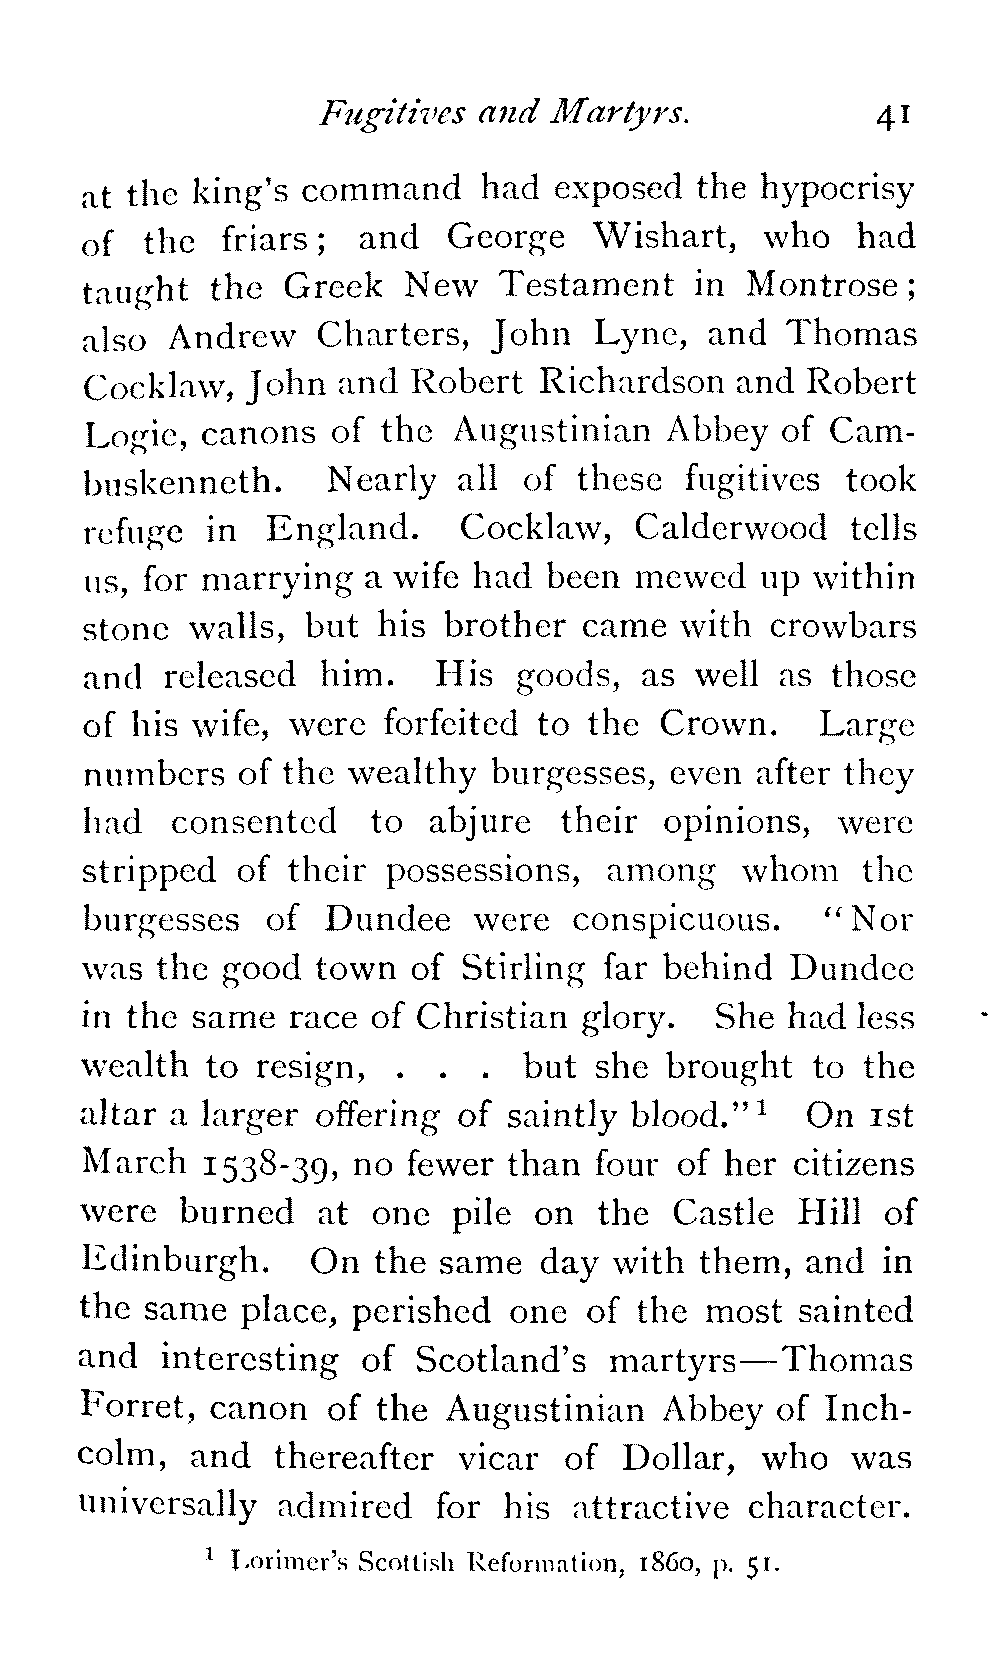 Fugitives and Martyrs. 41
at the king's command had exposed the hypocrisy
of the friars; and George Wishart, who had
taught the Greek New Testament in Montrose;
also Andrew Charters, John Lyne, and Thomas
Cocklaw, John and Robert Richardson and Robert
Logie, canons of the Augustinian Abbey of Cam-
buskenneth. Nearly all of these fugitives took
refuge in England. Cocklaw, Calderwood tells
us, for marrying a wife had been mewed up within
stone walls, but his brother came with crowbars
and released him. His goods, as well as those
of his wife, were forfeited to the Crown. Large
numbers of the wealthy burgesses, even after they
had consented to abjure their opinions, were
stripped of their possessions, among whom the
burgesses of Dundee were conspicuous. "Nor
was the good town of Stirling far behind Dundee
in the same race of Christian glory. She had less
wealth to resign, . . . but she brought to the
altar a larger offering of saintly blood."¹ On 1st
March 1538-39, no fewer than four of her citizens
were burned at one pile on the Castle Hill of
Edinburgh. On the same day with them, and in
the same place, perished one of the most sainted
and interesting of Scotland's martyrs—Thomas
Forret, canon of the Augustinian Abbey of Inch-
colm, and thereafter vicar of Dollar, who was
universally admired for his attractive character.
¹ Lorimer's Scottish Reformation, 1860, p. 51.